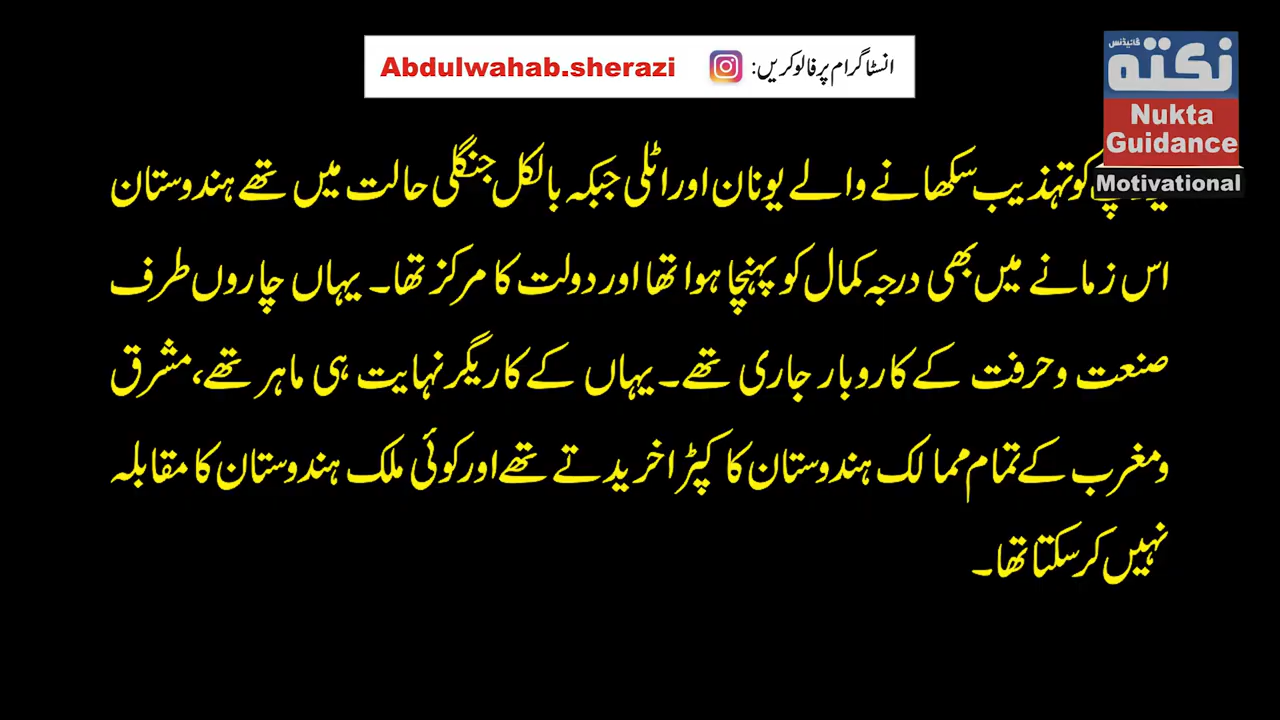 انسٹاگرام پر فالو کریں: Abdulwahab.sherazi
گائیڈنس
نکتہ
Nukta
Guidance
Motivational
کو تہذیب سکھانے والے یونان اور اٹلی جبکہ بالکل جنگلی حالت میں تھے ہندوستان
اس زمانے میں بھی درجہ کمال کو پہنچا ہوا تھا اور دولت کا مرکز تھا۔ یہاں چاروں طرف
صنعت و حرفت کے کاروبار جاری تھے۔ یہاں کے کاریگر نہایت ہی ماہر تھے، مشرق
و مغرب کے تمام ممالک ہندوستان کا کپڑا خریدتے تھے اور کوئی ملک ہندوستان کا مقابلہ
نہیں کر سکتا تھا۔